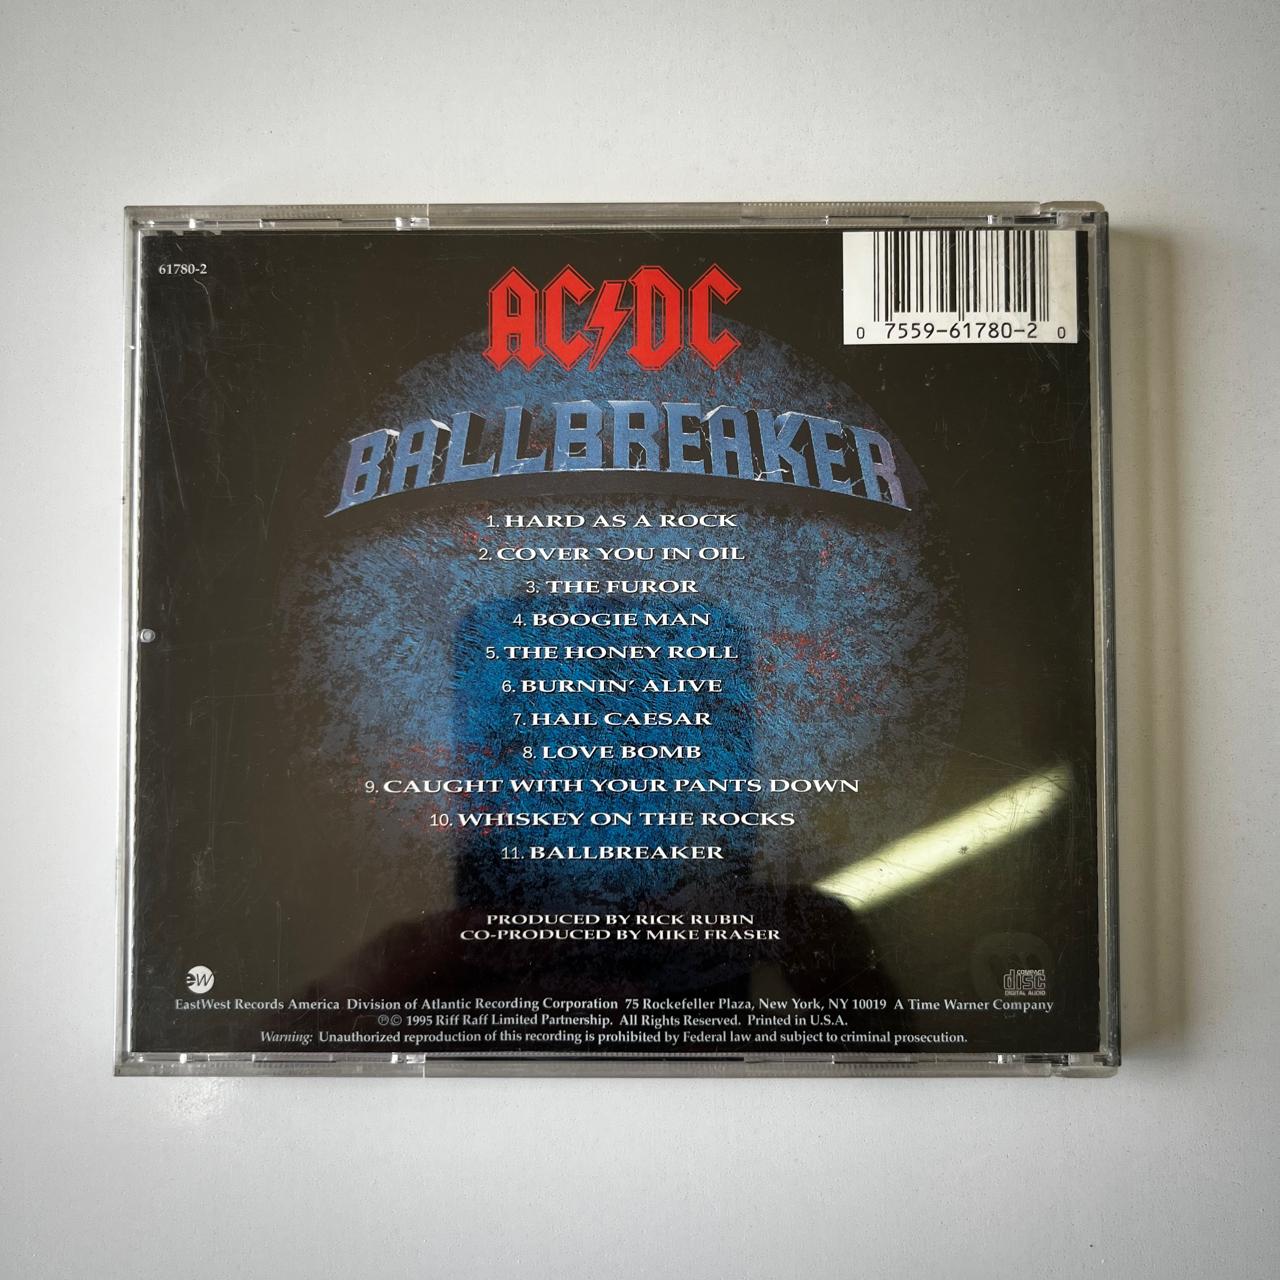 61780-2
AC DC
0 7559-61780-2 0
BALLBREAKER
1. HARD AS A ROCK
2. COVER YOU IN OIL
3. THE FUROR
4. BOOGIE MAN
5. THE HONEY ROLL
6. BURNIN' ALIVE
7. HAIL CAESAR
8. LOVE BOMB
9. CAUGHT WITH YOUR PANTS DOWN
10. WHISKEY ON THE ROCKS
11. BALLBREAKER
PRODUCED BY RICK RUBIN
CO-PRODUCED BY MIKE FRASER
ew
COMPACT
disc
DIGITAL AUDIO
EastWest Records America Division of Atlantic Recording Corporation 75 Rockefeller Plaza, New York, NY 10019 A Time Warner Company
℗© 1995 Riff Raff Limited Partnership. All Rights Reserved. Printed in U.S.A.
Warning: Unauthorized reproduction of this recording is prohibited by Federal law and subject to criminal prosecution.